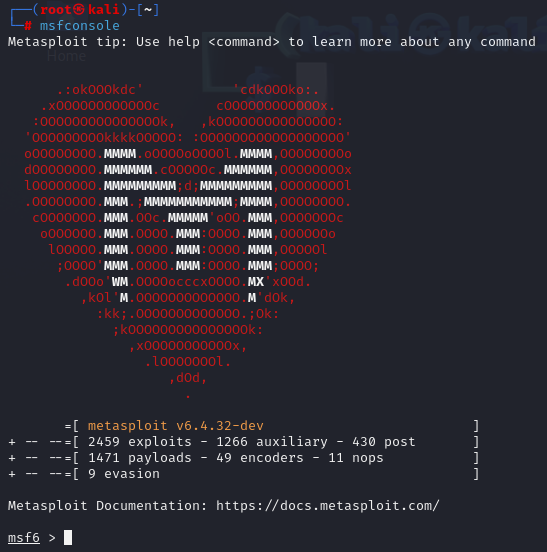 ┌──(root㉿kali)-[~]
└─# msfconsole
Metasploit tip: Use help <command> to learn more about any command
     .:okOOOkdc'           'cdkOOOko:.
   .xOOOOOOOOOOOOc       cOOOOOOOOOOOOx.
  :OOOOOOOOOOOOOOOk,   ,kOOOOOOOOOOOOOOO:
 'OOOOOOOOOkkkkOOOOO: :OOOOOOOOOOOOOOOOOO'
 oOOOOOOOO.MMMM.oOOOOoOOOOl.MMMM,OOOOOOOOo
 dOOOOOOOO.MMMMMM.cOOOOOc.MMMMMM,OOOOOOOOx
 lOOOOOOOO.MMMMMMMMM;d;MMMMMMMMM,OOOOOOOOl
 .OOOOOOOO.MMM.;MMMMMMMMMMM;MMMM,OOOOOOOO.
  cOOOOOOO.MMM.OOc.MMMMM'oOO.MMM,OOOOOOOc
   oOOOOOO.MMM.OOOO.MMM:OOOO.MMM,OOOOOOo
    lOOOOO.MMM.OOOO.MMM:OOOO.MMM,OOOOOl
     ;OOOO'MMM.OOOO.MMM:OOOO.MMM;OOOO;
      .dOOo'WM.OOOOocccxOOOO.MX'xOOd.
        ,kOl'M.OOOOOOOOOOOOO.M'dOk,
          :kk;.OOOOOOOOOOOOO.;Ok:
            ;kOOOOOOOOOOOOOOOk:
              ,xOOOOOOOOOOOx,
                .lOOOOOOOl.
                   ,dOd,
                     .
      =[ metasploit v6.4.32-dev                          ]
+ -- --=[ 2459 exploits - 1266 auxiliary - 430 post       ]
+ -- --=[ 1471 payloads - 49 encoders - 11 nops           ]
+ -- --=[ 9 evasion                                       ]
Metasploit Documentation: https://docs.metasploit.com/
msf6 >